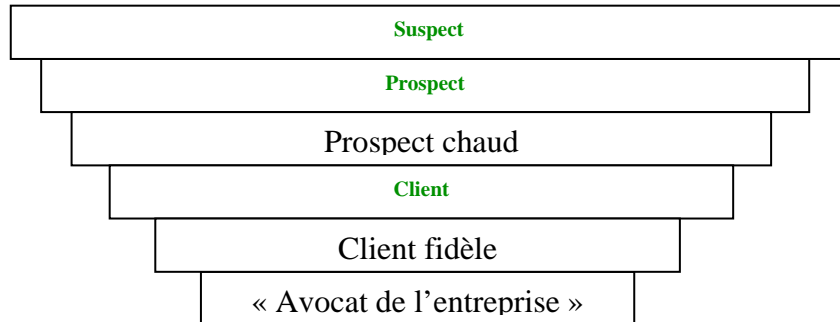 Suspect
Prospect
Prospect chaud
Client
Client fidèle
« Avocat de l’entreprise »